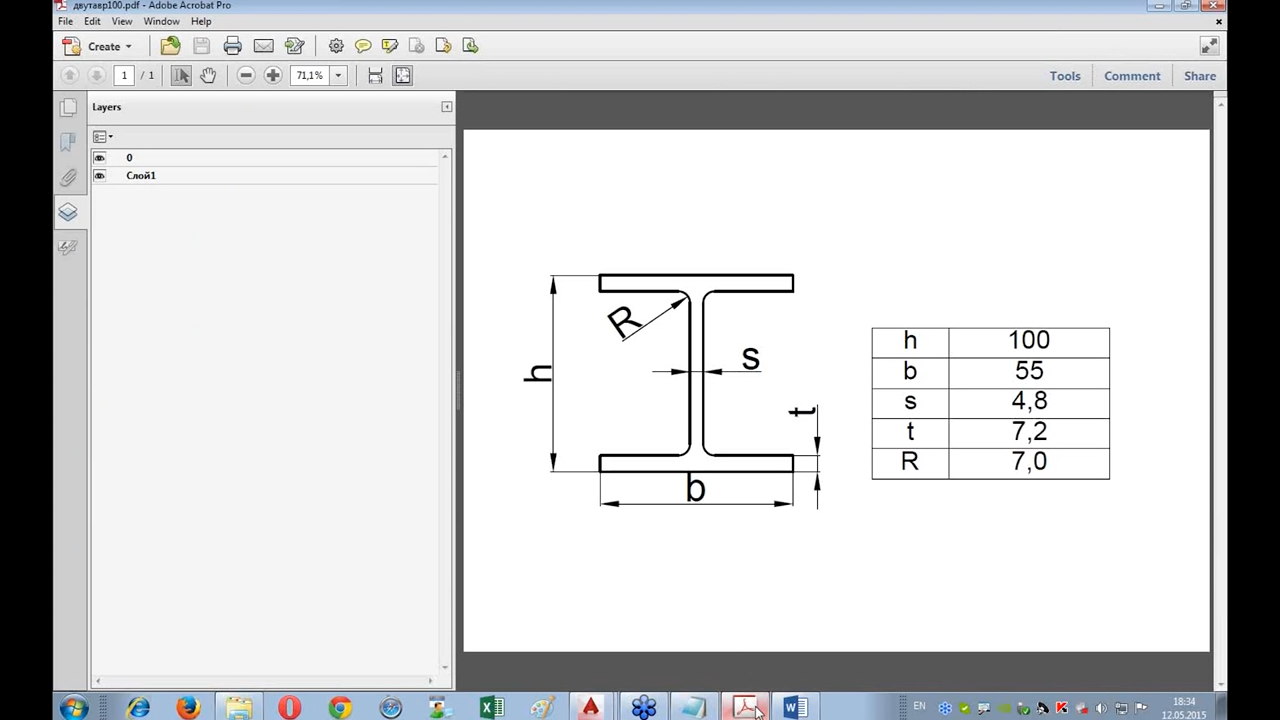 двутавр100.pdf - Adobe Acrobat Pro
File Edit View Window Help
Create
1 / 1 71,1% Tools Comment Share
Layers
0
Слой1
h
R
s
t
b
h 100
b 55
s 4,8
t 7,2
R 7,0
EN 18:34
12.05.2015